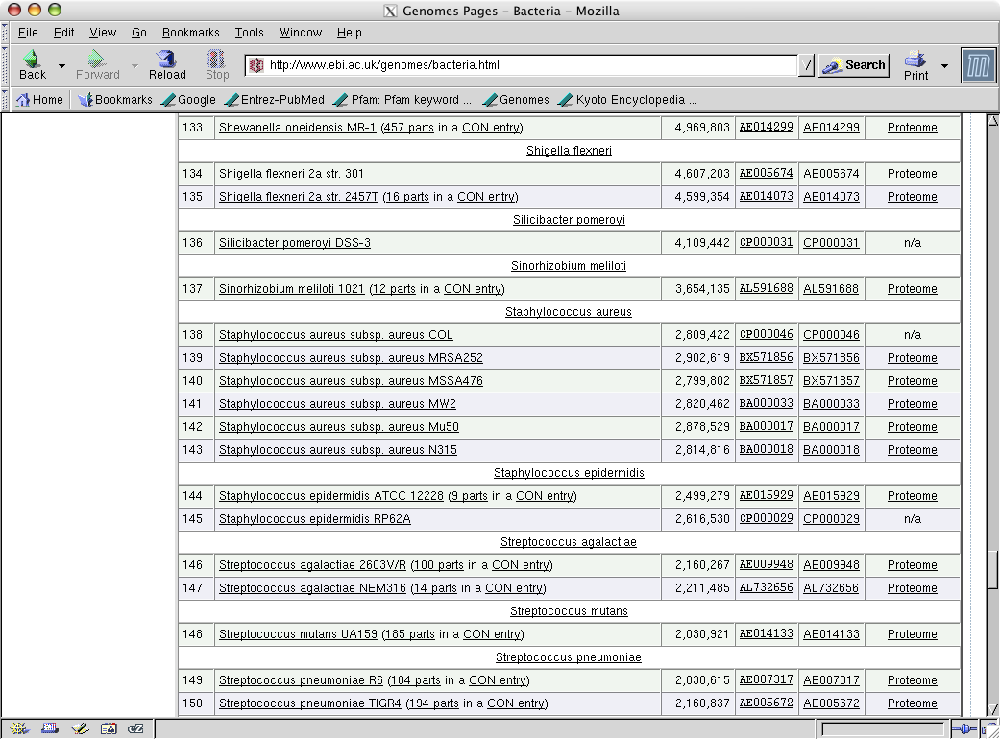 Genomes Pages - Bacteria - Mozilla
File Edit View Go Bookmarks Tools Window Help
Back Forward Reload Stop http://www.ebi.ac.uk/genomes/bacteria.html Search Print
Home Bookmarks Google Entrez-PubMed Pfam: Pfam keyword ... Genomes Kyoto Encyclopedia ...
133 Shewanella oneidensis MR-1 (457 parts in a CON entry) 4,969,803 AE014299 AE014299 Proteome
Shigella flexneri
134 Shigella flexneri 2a str. 301 4,607,203 AE005674 AE005674 Proteome
135 Shigella flexneri 2a str. 2457T (16 parts in a CON entry) 4,599,354 AE014073 AE014073 Proteome
Silicibacter pomeroyi
136 Silicibacter pomeroyi DSS-3 4,109,442 CP000031 CP000031 n/a
Sinorhizobium meliloti
137 Sinorhizobium meliloti 1021 (12 parts in a CON entry) 3,654,135 AL591688 AL591688 Proteome
Staphylococcus aureus
138 Staphylococcus aureus subsp. aureus COL 2,809,422 CP000046 CP000046 n/a
139 Staphylococcus aureus subsp. aureus MRSA252 2,902,619 BX571856 BX571856 Proteome
140 Staphylococcus aureus subsp. aureus MSSA476 2,799,802 BX571857 BX571857 Proteome
141 Staphylococcus aureus subsp. aureus MW2 2,820,462 BA000033 BA000033 Proteome
142 Staphylococcus aureus subsp. aureus Mu50 2,878,529 BA000017 BA000017 Proteome
143 Staphylococcus aureus subsp. aureus N315 2,814,816 BA000018 BA000018 Proteome
Staphylococcus epidermidis
144 Staphylococcus epidermidis ATCC 12228 (9 parts in a CON entry) 2,499,279 AE015929 AE015929 Proteome
145 Staphylococcus epidermidis RP62A 2,616,530 CP000029 CP000029 n/a
Streptococcus agalactiae
146 Streptococcus agalactiae 2603V/R (100 parts in a CON entry) 2,160,267 AE009948 AE009948 Proteome
147 Streptococcus agalactiae NEM316 (14 parts in a CON entry) 2,211,485 AL732656 AL732656 Proteome
Streptococcus mutans
148 Streptococcus mutans UA159 (185 parts in a CON entry) 2,030,921 AE014133 AE014133 Proteome
Streptococcus pneumoniae
149 Streptococcus pneumoniae R6 (184 parts in a CON entry) 2,038,615 AE007317 AE007317 Proteome
150 Streptococcus pneumoniae TIGR4 (194 parts in a CON entry) 2,160,837 AE005672 AE005672 Proteome
cZ